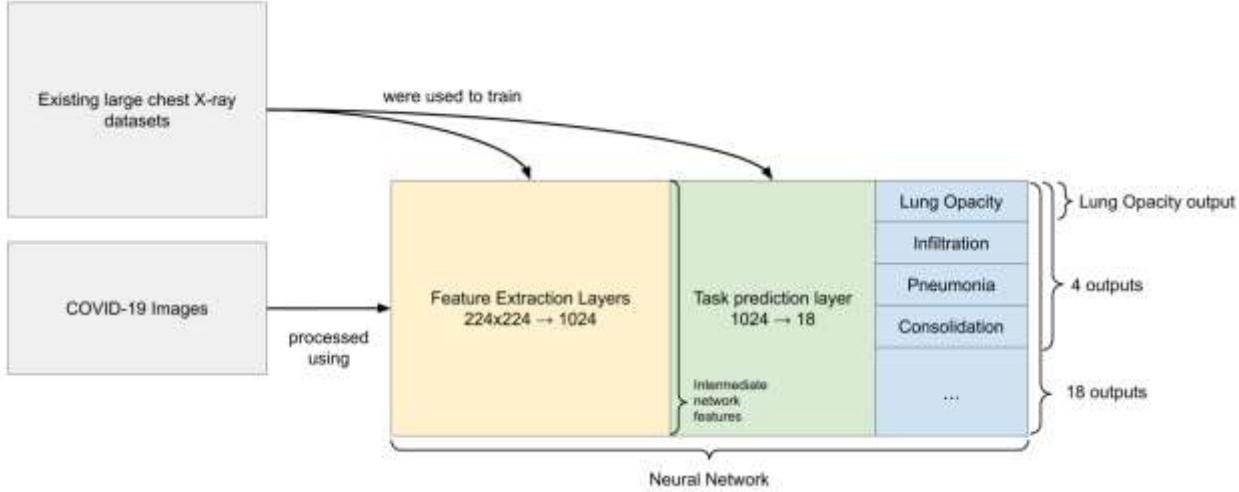 Existing large chest X-ray
datasets
were used to train
COVID-19 Images
processed
using
Feature Extraction Layers
224x224 → 1024
Task prediction layer
1024 → 18
Intermediate
network
features
Lung Opacity
Infiltration
Pneumonia
Consolidation
...
Lung Opacity output
4 outputs
18 outputs
Neural Network